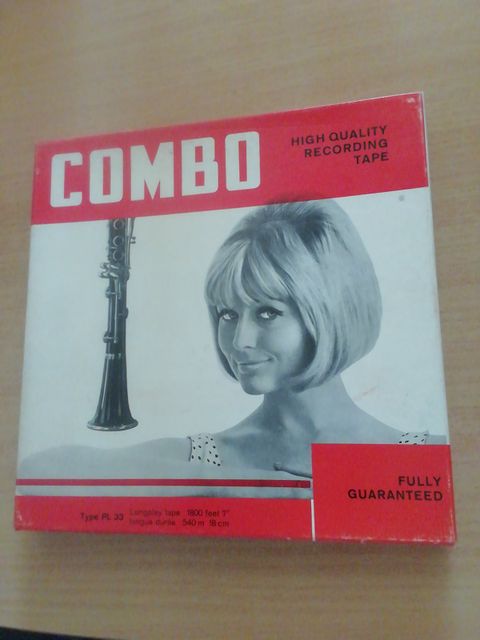 COMBO
HIGH QUALITY
RECORDING
TAPE
FULLY
GUARANTEED
Type PL 33
Longplay tape 1800 feet 7"
longue durée 540 m 18 cm